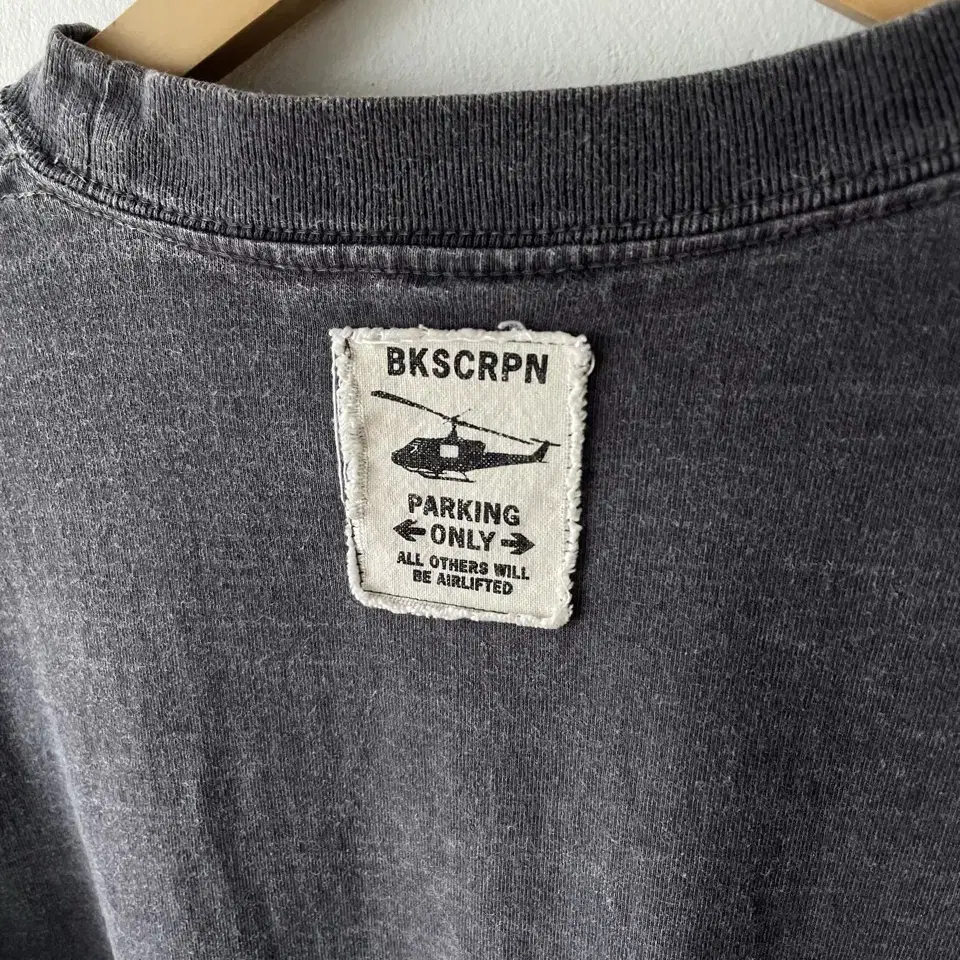 BKSCRPN
PARKING
←ONLY→
ALL OTHERS WILL
BE AIRLIFTED